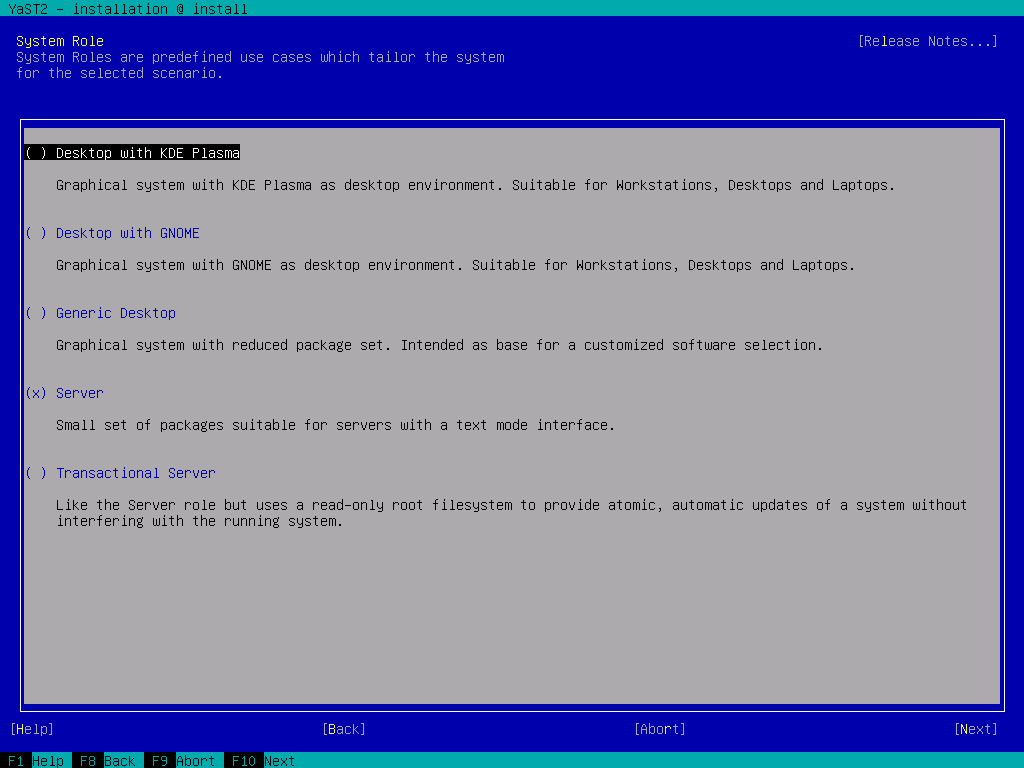 YaST2 - installation @ install
System Role
[Release Notes...]
System Roles are predefined use cases which tailor the system
for the selected scenario.
( ) Desktop with KDE Plasma
Graphical system with KDE Plasma as desktop environment. Suitable for Workstations, Desktops and Laptops.
( ) Desktop with GNOME
Graphical system with GNOME as desktop environment. Suitable for Workstations, Desktops and Laptops.
( ) Generic Desktop
Graphical system with reduced package set. Intended as base for a customized software selection.
(x) Server
Small set of packages suitable for servers with a text mode interface.
( ) Transactional Server
Like the Server role but uses a read-only root filesystem to provide atomic, automatic updates of a system without
interfering with the running system.
[Help] [Back] [Abort] [Next]
F1 Help F8 Back F9 Abort F10 Next